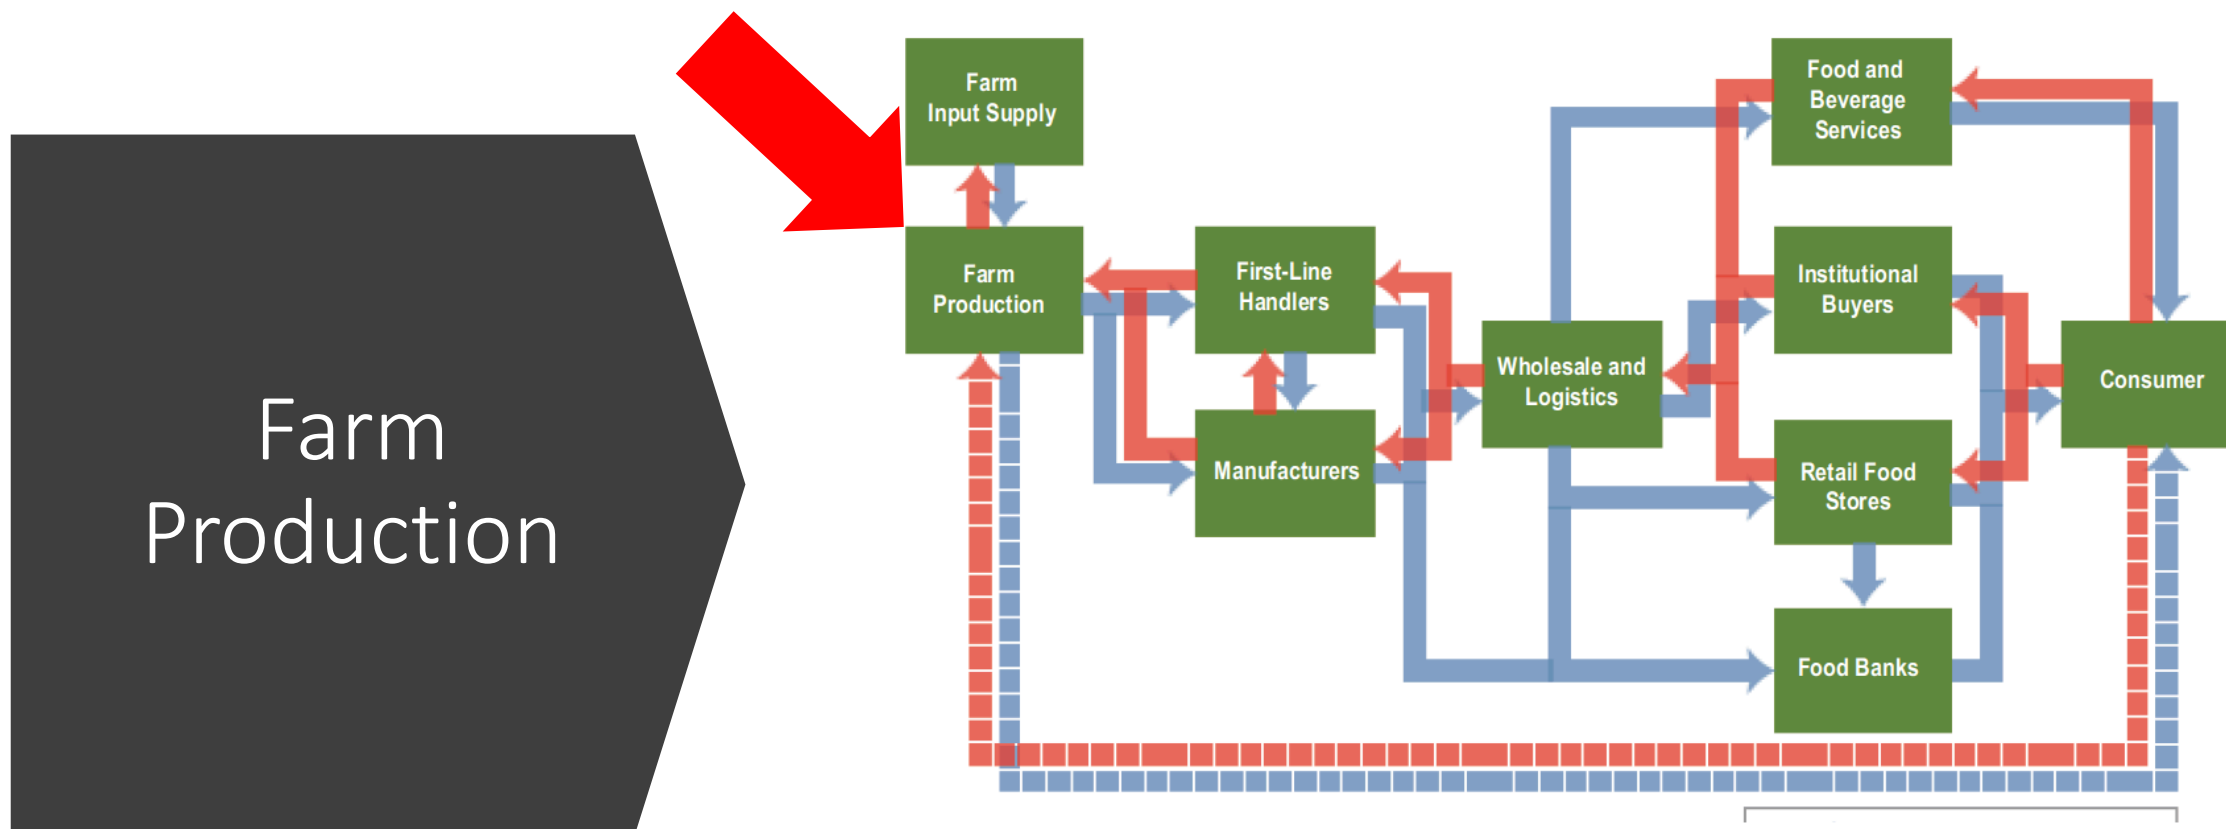 Farm
Production
Farm
Input Supply
Farm
Production
First-Line
Handlers
Manufacturers
Wholesale and
Logistics
Food and
Beverage
Services
Institutional
Buyers
Retail Food
Stores
Food Banks
Consumer